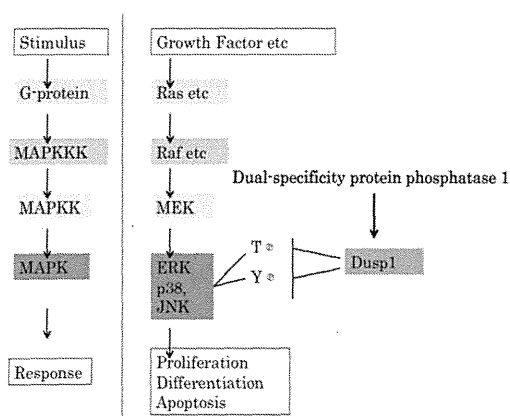 Stimulus
Growth Factor etc
G-protein
Ras etc
MAPKKK
Raf etc
Dual-specificity protein phosphatase 1
MAPKK
MEK
T ®
MAPK
ERK
p38,
JNK
Y ®
Dusp1
Response
Proliferation
Differentiation
Apoptosis